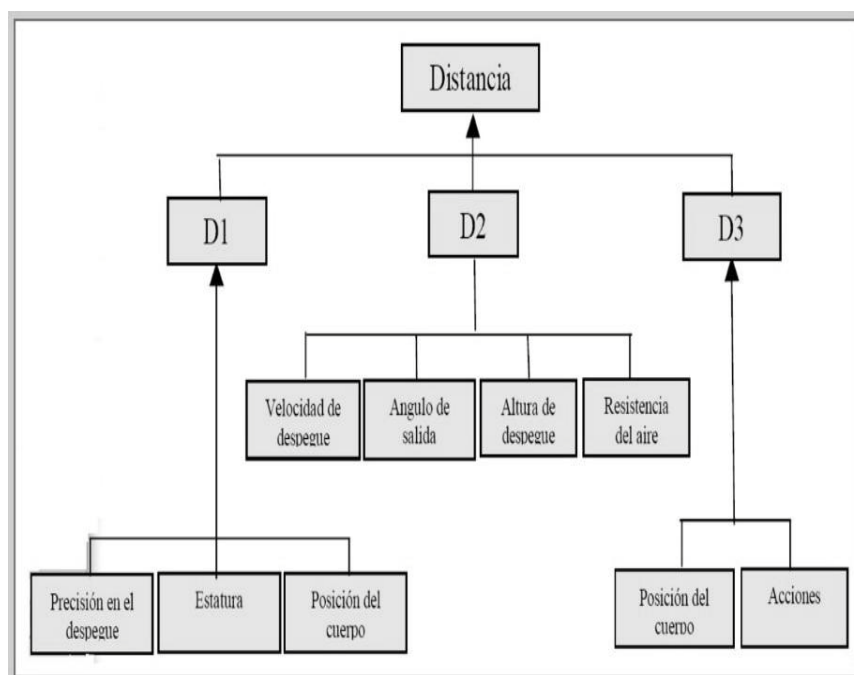 Distancia
D1
D2
D3
Velocidad de
despegue
Angulo de
salida
Altura de
despegue
Resistencia
del aire
Precisión en el
despegue
Estatura
Posición del
cuerpo
Posición del
cuerpo
Acciones